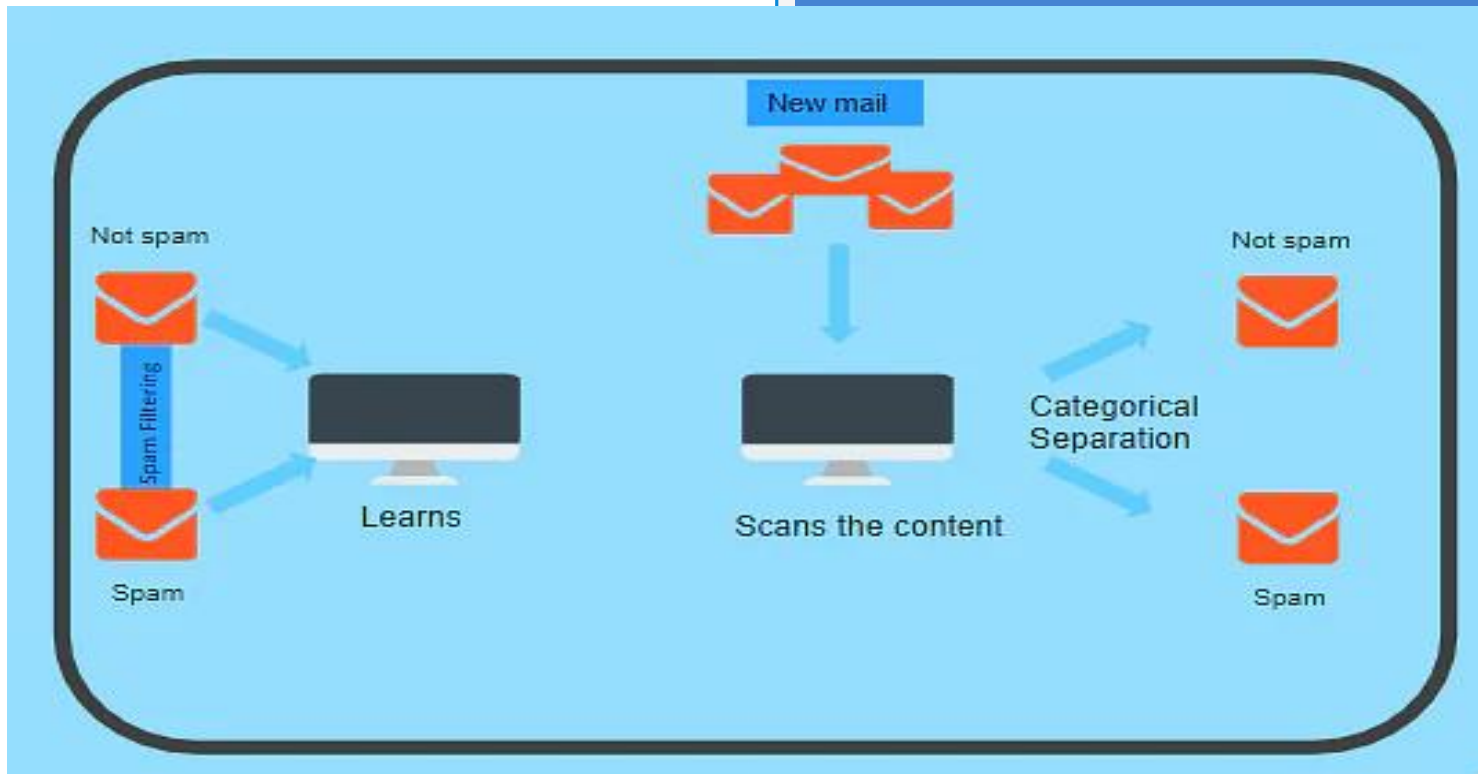 New mail
Not spam
Spam Filtering
Spam
Learns
Scans the content
Categorical
Separation
Not spam
Spam